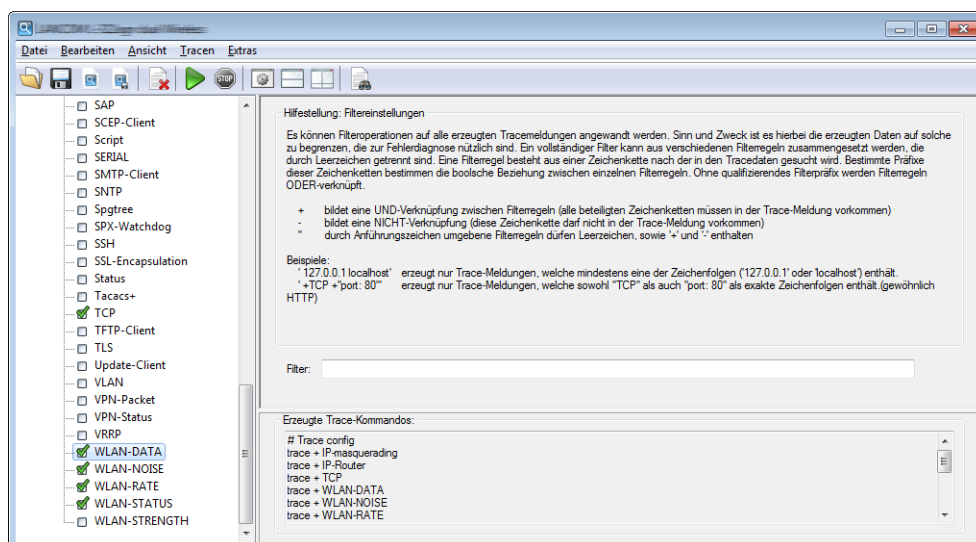 Datei Bearbeiten Ansicht Tracen Extras
STOP
SAP
SCEP-Client
Script
SERIAL
SMTP-Client
SNTP
Spgtree
SPX-Watchdog
SSH
SSL-Encapsulation
Status
Tacacs+
TCP
TFTP-Client
TLS
Update-Client
VLAN
VPN-Packet
VPN-Status
VRRP
WLAN-DATA
WLAN-NOISE
WLAN-RATE
WLAN-STATUS
WLAN-STRENGTH
Hilfestellung: Filtereinstellungen
Es können Filteroperationen auf alle erzeugten Tracemeldungen angewandt werden. Sinn und Zweck ist es hierbei die erzeugten Daten auf solche
zu begrenzen, die zur Fehlerdiagnose nützlich sind. Ein vollständiger Filter kann aus verschiedenen Filterregeln zusammengesetzt werden, die
durch Leerzeichen getrennt sind. Eine Filterregel besteht aus einer Zeichenkette nach der in den Tracedaten gesucht wird. Bestimmte Präfixe
dieser Zeichenketten bestimmen die boolsche Beziehung zwischen einzelnen Filterregeln. Ohne qualifizierendes Filterpräfix werden Filterregeln
ODER-verknüpft.
+ bildet eine UND-Verknüpfung zwischen Filterregeln (alle beteiligten Zeichenketten müssen in der Trace-Meldung vorkommen)
- bildet eine NICHT-Verknüpfung (diese Zeichenkette darf nicht in der Trace-Meldung vorkommen)
" durch Anführungszeichen umgebene Filterregeln dürfen Leerzeichen, sowie '+' und '-' enthalten
Beispiele:
' 127.0.0.1 localhost' erzeugt nur Trace-Meldungen, welche mindestens eine der Zeichenfolgen ('127.0.0.1' oder 'localhost') enthält.
' +TCP +"port: 80"' erzeugt nur Trace-Meldungen, welche sowohl "TCP" als auch "port: 80" als exakte Zeichenfolgen enthält.(gewöhnlich
HTTP)
Filter:
Erzeugte Trace-Kommandos:
# Trace config
trace + IP-masquerading
trace + IP-Router
trace + TCP
trace + WLAN-DATA
trace + WLAN-NOISE
trace + WLAN-RATE